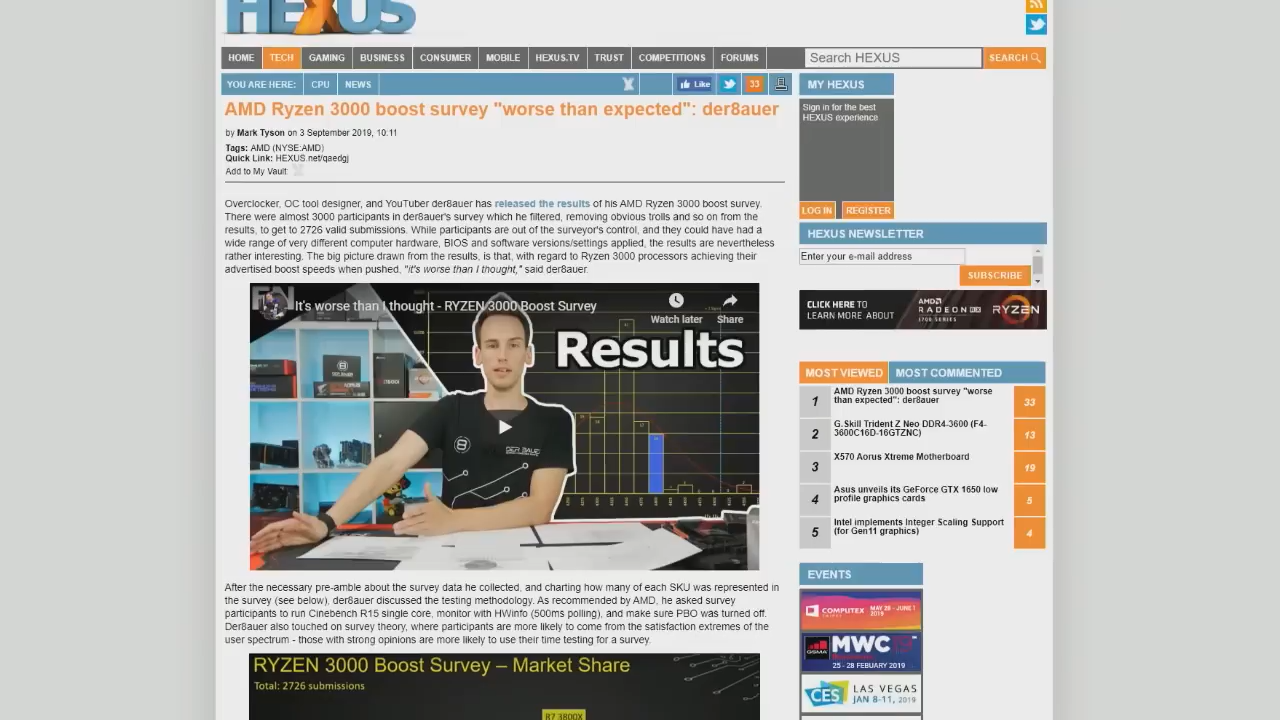 HEXUS
HOME TECH GAMING BUSINESS CONSUMER MOBILE HEXUS.TV TRUST COMPETITIONS FORUMS
Search HEXUS SEARCH
YOU ARE HERE: CPU NEWS
Like 33
AMD Ryzen 3000 boost survey "worse than expected": der8auer
by Mark Tyson on 3 September 2019, 10:11
Tags: AMD (NYSE:AMD)
Quick Link: HEXUS.net/qaedgj
Add to My Vault:
Overclocker, OC tool designer, and YouTuber der8auer has released the results of his AMD Ryzen 3000 boost survey.
There were almost 3000 participants in der8auer's survey which he filtered, removing obvious trolls and so on from the
results, to get to 2726 valid submissions. While participants are out of the surveyor's control, and they could have had a
wide range of very different computer hardware, BIOS and software versions/settings applied, the results are nevertheless
rather interesting. The big picture drawn from the results, is that, with regard to Ryzen 3000 processors achieving their
advertised boost speeds when pushed, "it's worse than I thought," said der8auer.
It's worse than I thought - RYZEN 3000 Boost Survey
Watch later Share
Results
DER8AUER
After the necessary pre-amble about the survey data he collected, and charting how many of each SKU was represented in
the survey (see below), der8auer discussed the testing methodology. As recommended by AMD, he asked survey
participants to run Cinebench R15 single core, monitor with HWinfo (500ms polling), and make sure PBO was turned off.
Der8auer also touched on survey theory, where participants are more likely to come from the satisfaction extremes of the
user spectrum - those with strong opinions are more likely to use their time testing for a survey.
RYZEN 3000 Boost Survey – Market Share
Total: 2726 submissions
R7 3800X
MY HEXUS
Sign in for the best
HEXUS experience
LOG IN REGISTER
HEXUS NEWSLETTER
Enter your e-mail address
SUBSCRIBE
CLICK HERE TO
LEARN MORE ABOUT
AMD
RADEON
RYZEN
MOST VIEWED MOST COMMENTED
1 AMD Ryzen 3000 boost survey "worse
than expected": der8auer 33
2 G.Skill Trident Z Neo DDR4-3600 (F4-
3600C16D-16GTZNC) 13
3 X570 Aorus Xtreme Motherboard 19
4 Asus unveils its GeForce GTX 1650 low
profile graphics cards 5
5 Intel implements Integer Scaling Support
(for Gen11 graphics) 4
EVENTS
COMPUTEX MAY 28 - JUNE 1
2019
GSMA MWC
25 - 28 FEBUARY 2019
CES LAS VEGAS
JAN 8-11, 2019